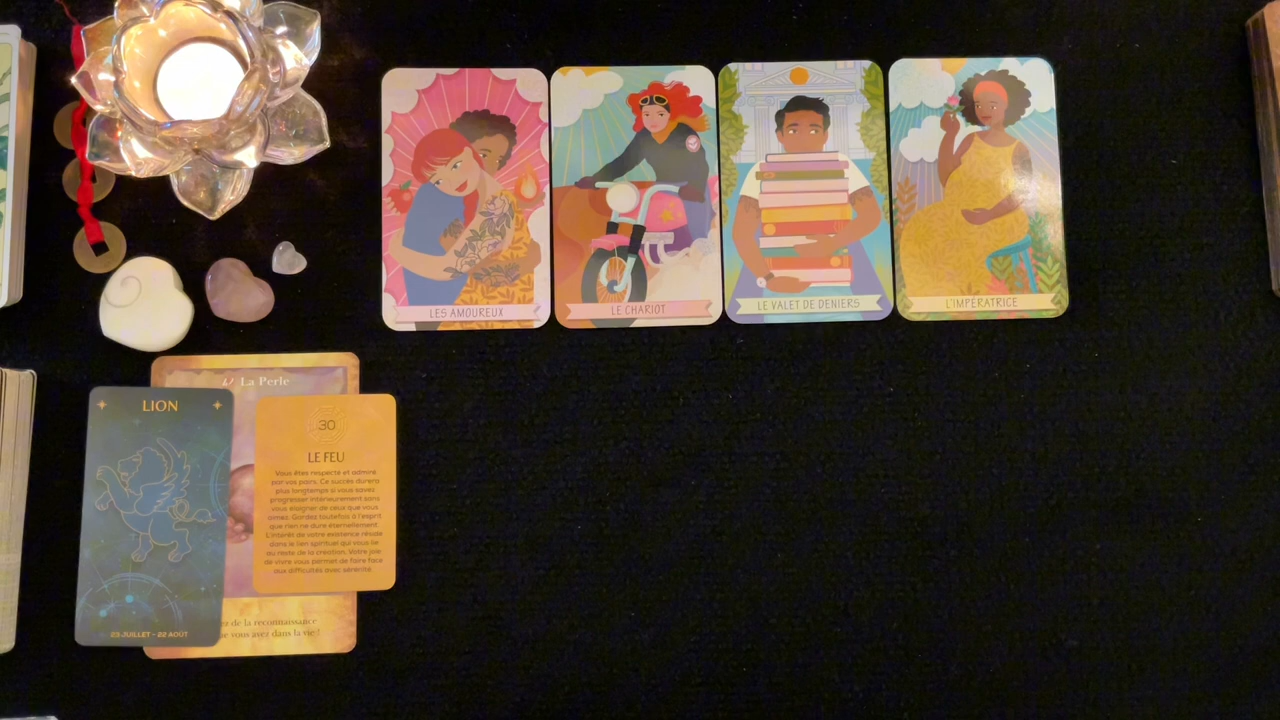 LES AMOUREUX
LE CHARIOT
LE VALET DE DENIERS
L'IMPÉRATRICE
La Perle
LION
23 JUILLET - 22 AOÛT
30
LE FEU
Vous êtes respecté et admiré
par vos pairs. Ce succès durera
plus longtemps si vous savez
progresser intérieurement sans
vous éloigner de ceux que vous
aimez. Gardez toutefois à l'esprit
que rien ne dure éternellement.
L'intérêt de votre existence réside
dans le lien spirituel qui vous lie
au reste de la création. Votre joie
de vivre vous permet de faire face
aux difficultés avec sérénité.
ez de la reconnaissance
e vous avez dans la vie !